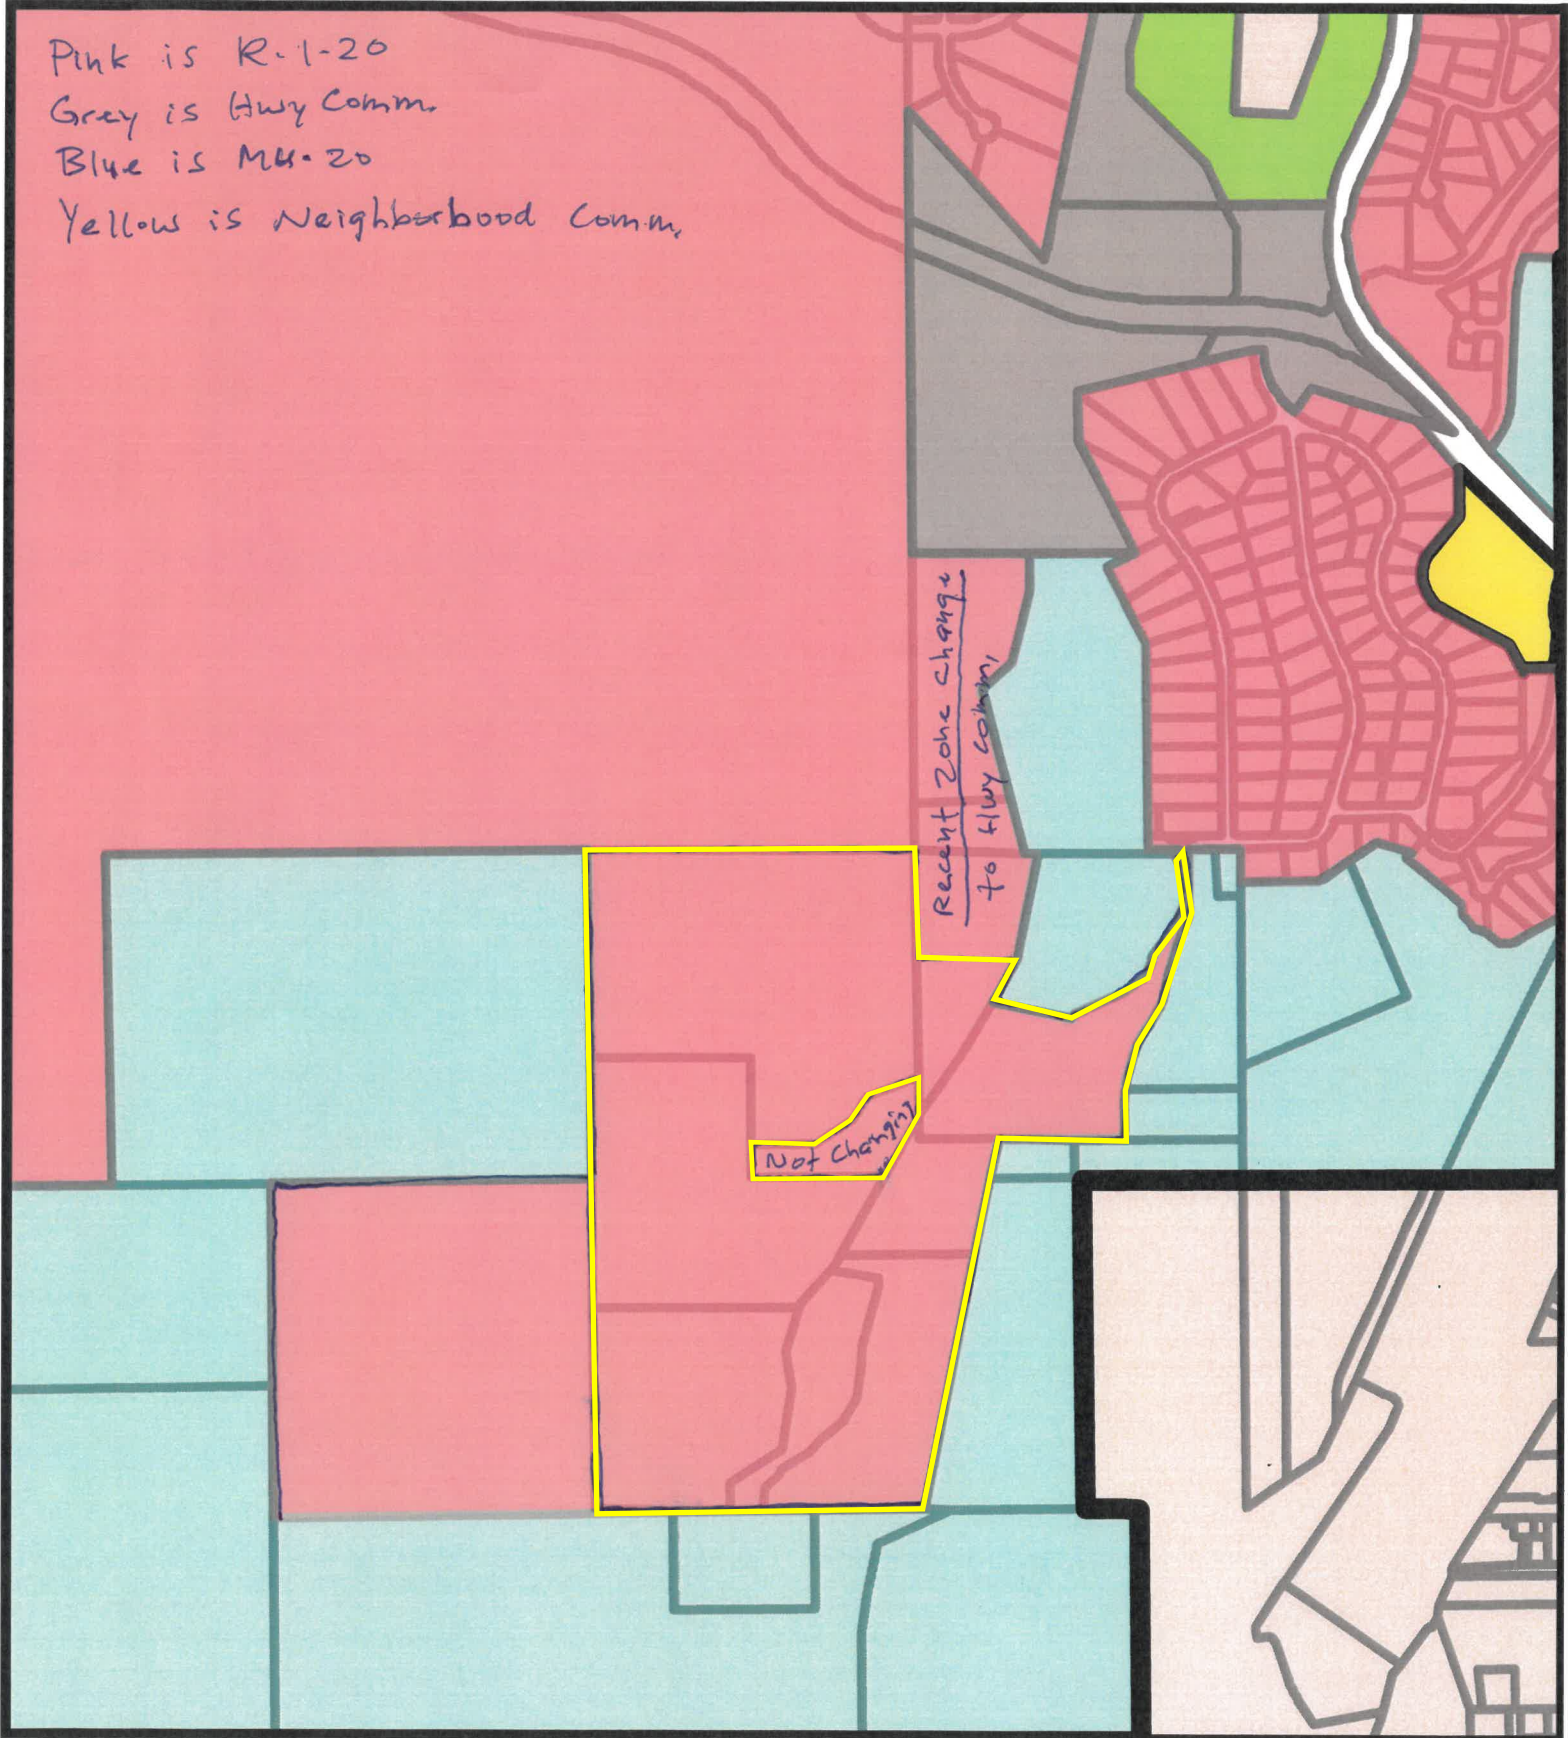 Pink is R-1-20
Grey is Hwy Comm.
Blue is MH-20
Yellow is Neighborhood Comm.
Recent Zone Change
to Hwy Comm,
Not Changing